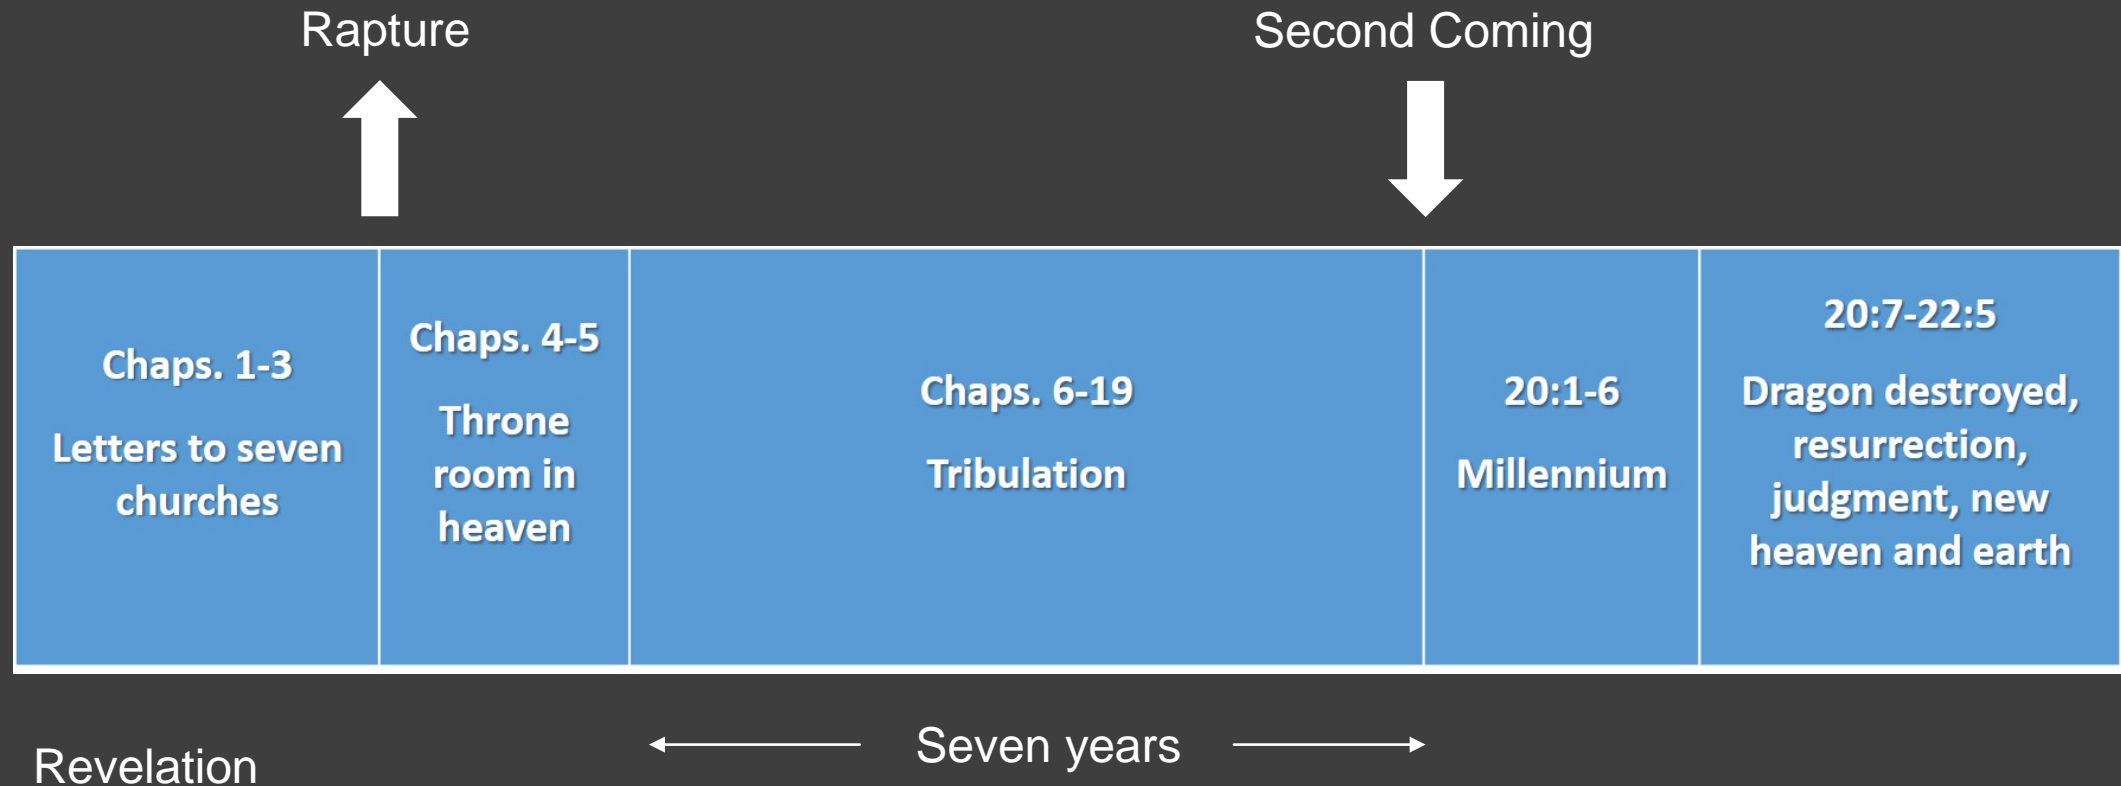 Rapture
Second Coming
Chaps. 1-3
Letters to seven
churches
Chaps. 4-5
Throne
room in
heaven
Chaps. 6-19
Tribulation
20:1-6
Millennium
20:7-22:5
Dragon destroyed,
resurrection,
judgment, new
heaven and earth
Seven years
Revelation